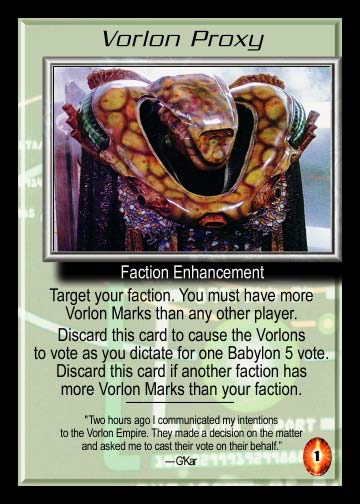 Vorlon Proxy
Faction Enhancement
Target your faction. You must have more
Vorlon Marks than any other player.
Discard this card to cause the Vorlons
to vote as you dictate for one Babylon 5 vote.
Discard this card if another faction has
more Vorlon Marks than your faction.
"Two hours ago I communicated my intentions
to the Vorlon Empire. They made a decision on the matter
and asked me to cast their vote on their behalf."
—G'Kar
1